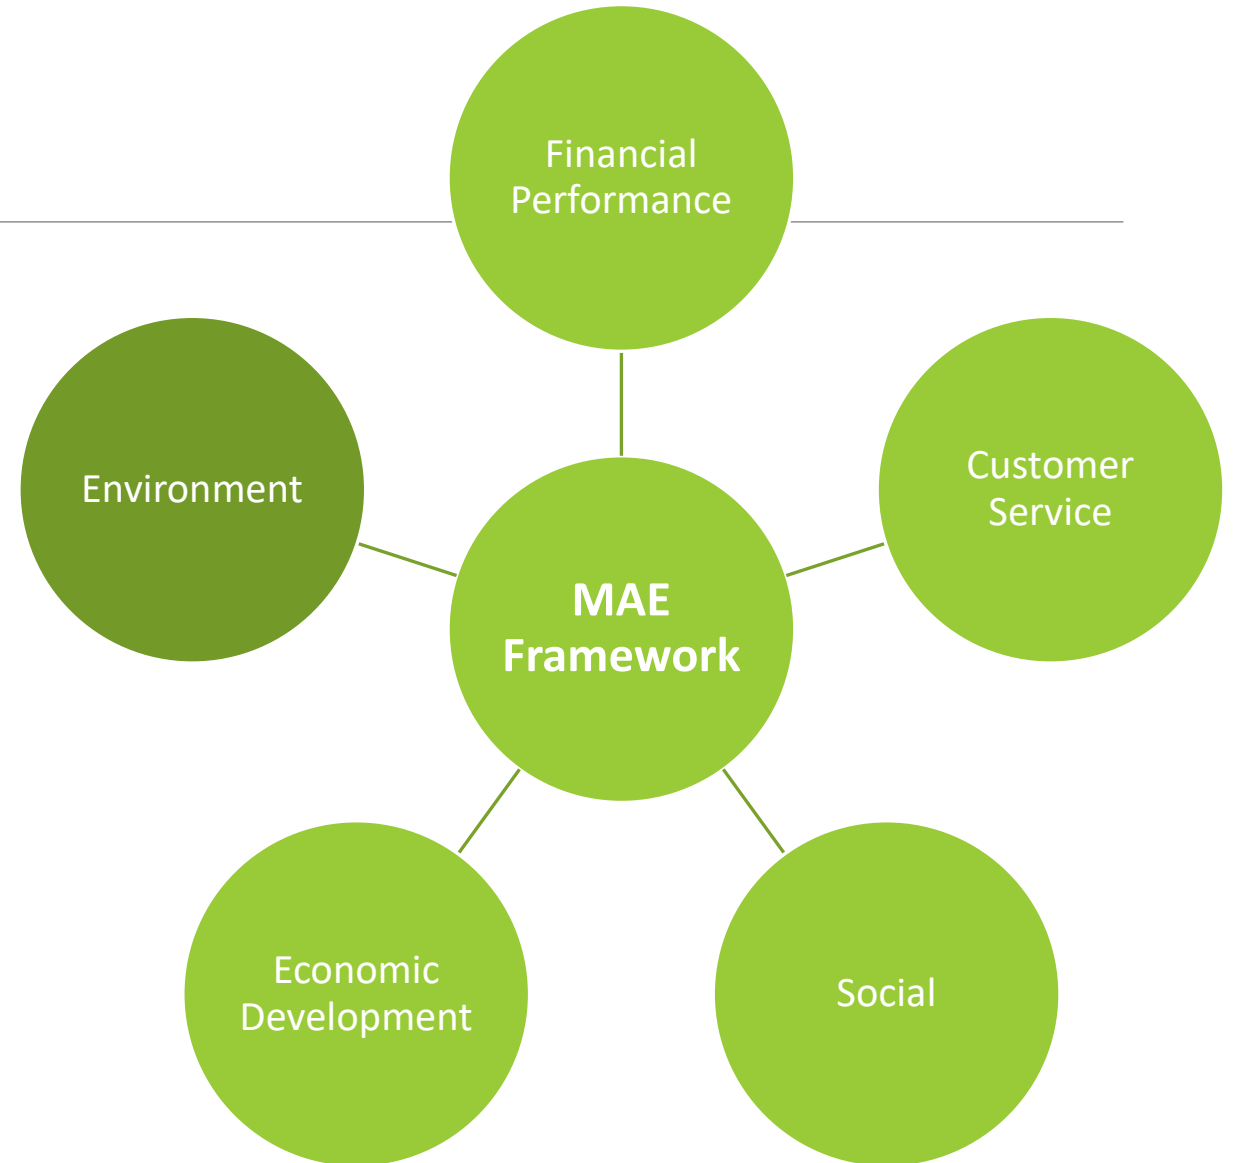 Financial
Performance
Environment
Customer
Service
MAE
Framework
Economic
Development
Social